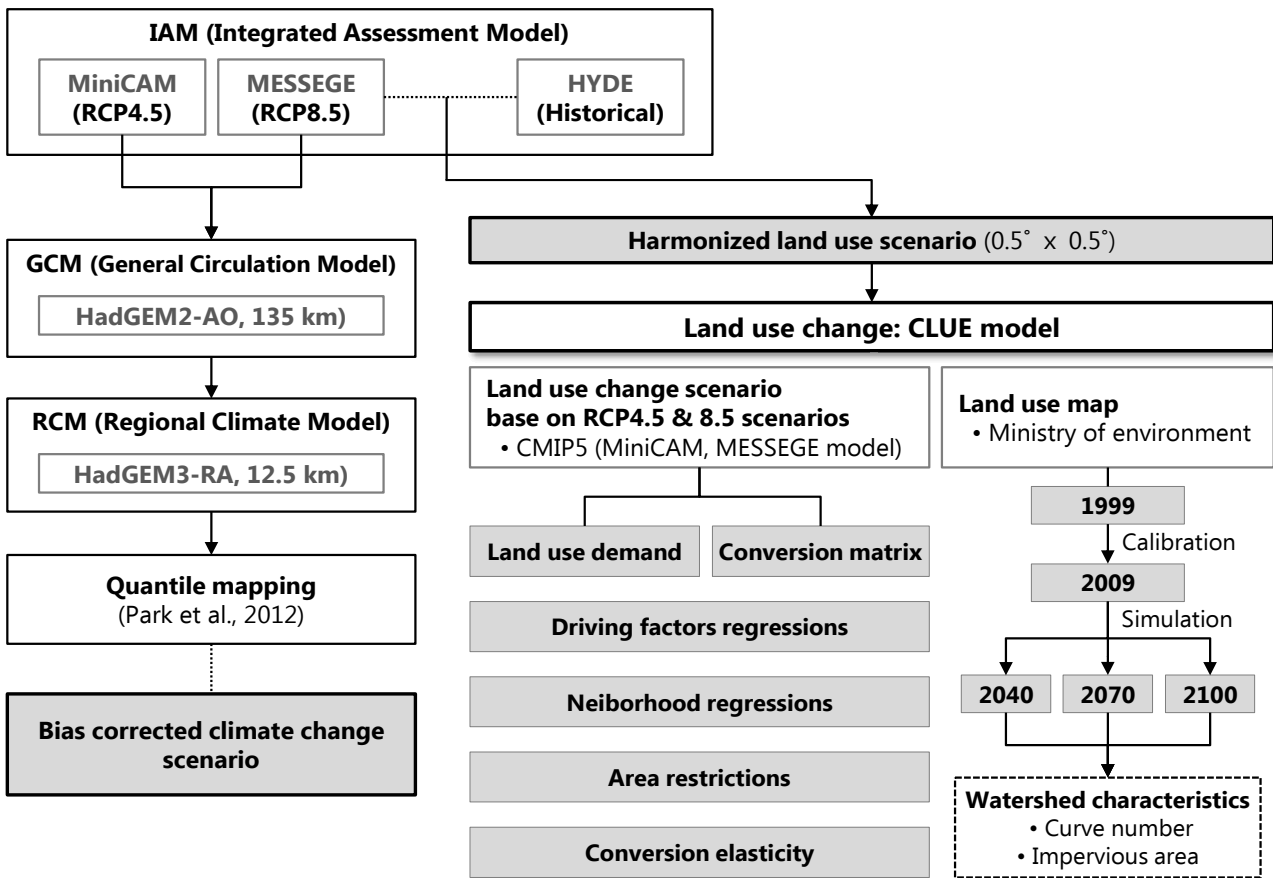 IAM (Integrated Assessment Model)
MiniCAM
(RCP4.5)
MESSEGE
(RCP8.5)
HYDE
(Historical)
GCM (General Circulation Model)
HadGEM2-AO, 135 km)
RCM (Regional Climate Model)
HadGEM3-RA, 12.5 km)
Quantile mapping
(Park et al., 2012)
Bias corrected climate change
scenario
Harmonized land use scenario (0.5˚ x 0.5˚)
Land use change: CLUE model
Land use change scenario
base on RCP4.5 & 8.5 scenarios
• CMIP5 (MiniCAM, MESSEGE model)
Land use demand
Conversion matrix
Driving factors regressions
Neiborhood regressions
Area restrictions
Conversion elasticity
Land use map
• Ministry of environment
1999
Calibration
2009
Simulation
2040
2070
2100
Watershed characteristics
• Curve number
• Impervious area